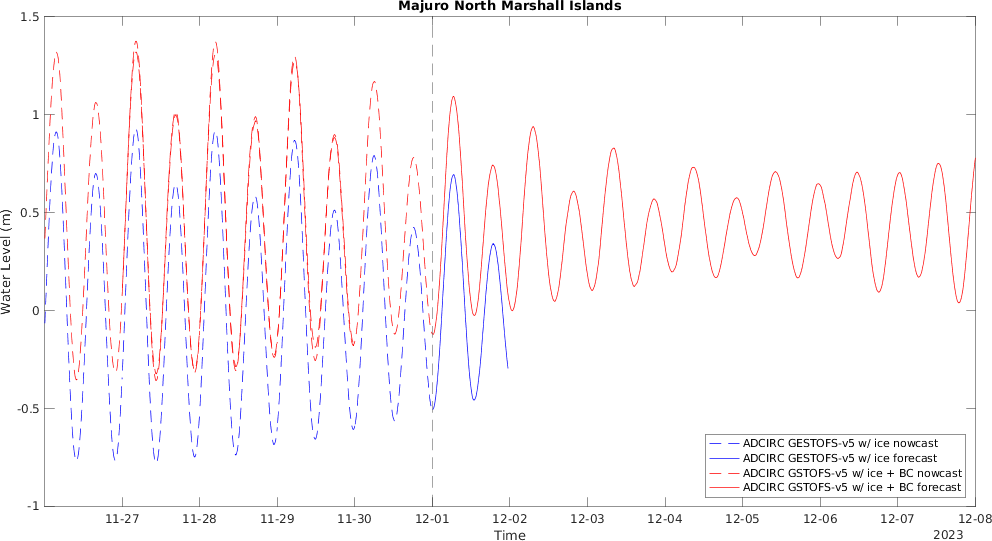 Majuro North Marshall Islands
1.5
1
0.5
0
-0.5
-1
Water Level (m)
11-27 11-28 11-29 11-30 12-01 12-02 12-03 12-04 12-05 12-06 12-07 12-08
Time
2023
ADCIRC GESTOFS-v5 w/ ice nowcast
ADCIRC GESTOFS-v5 w/ ice forecast
ADCIRC GSTOFS-v5 w/ ice + BC nowcast
ADCIRC GSTOFS-v5 w/ ice + BC forecast